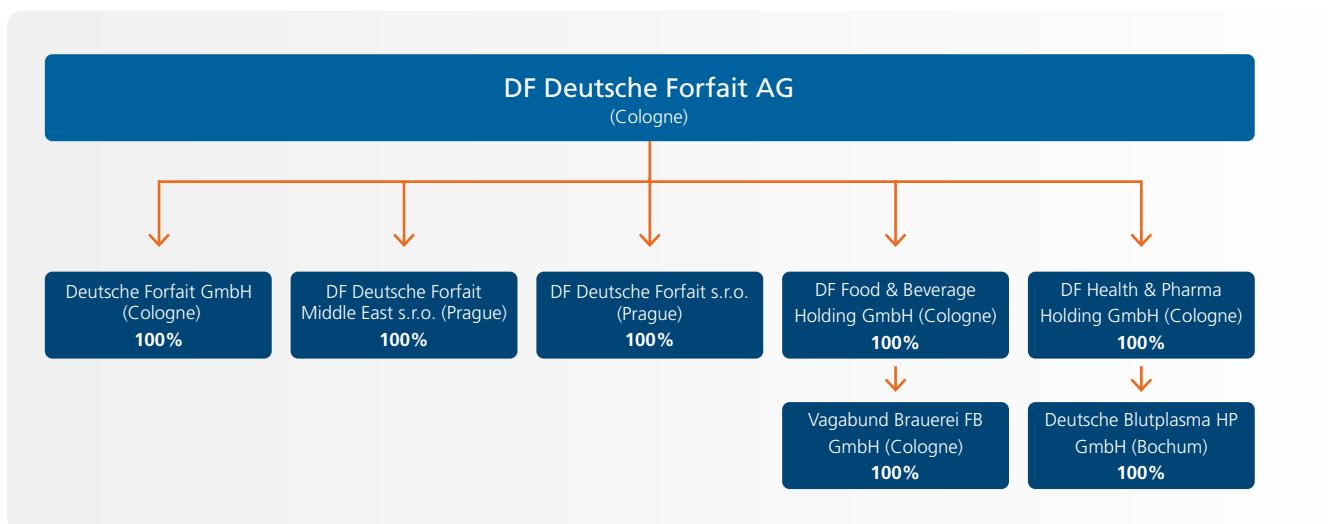 DF Deutsche Forfait AG
(Cologne)
Deutsche Forfait GmbH
(Cologne)
100%
DF Deutsche Forfait
Middle East s.r.o. (Prague)
100%
DF Deutsche Forfait s.r.o.
(Prague)
100%
DF Food & Beverage
Holding GmbH (Cologne)
100%
DF Health & Pharma
Holding GmbH (Cologne)
100%
Vagabund Brauerei FB
GmbH (Cologne)
100%
Deutsche Blutplasma HP
GmbH (Bochum)
100%